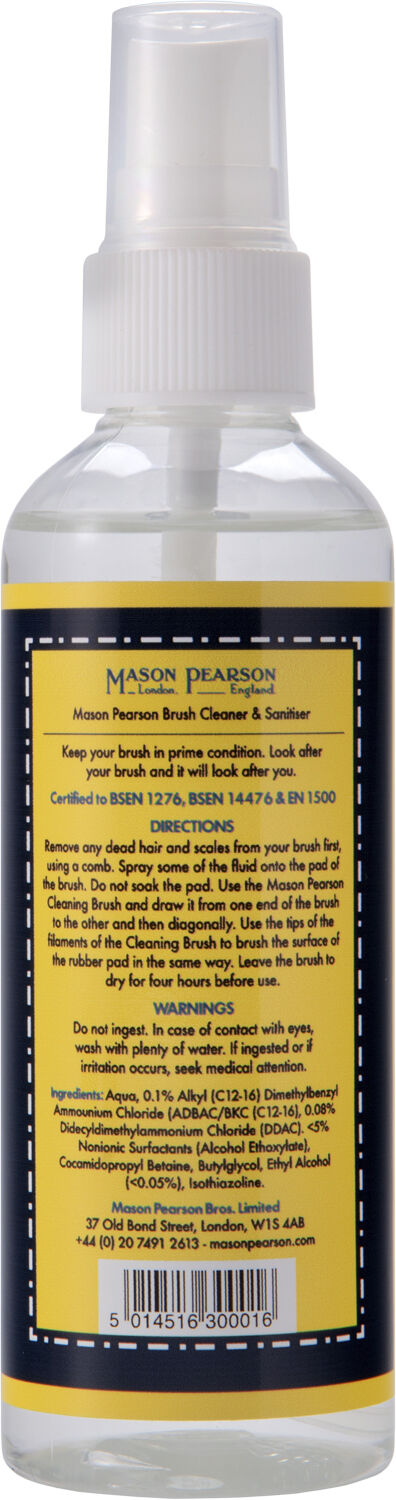 MASON PEARSON
London. England
Mason Pearson Brush Cleaner & Sanitiser
Keep your brush in prime condition. Look after
your brush and it will look after you.
Certified to BSEN 1276, BSEN 14476 & EN 1500
DIRECTIONS
Remove any dead hair and scales from your brush first,
using a comb. Spray some of the fluid onto the pad of
the brush. Do not soak the pad. Use the Mason Pearson
Cleaning Brush and draw it from one end of the brush
to the other and then diagonally. Use the tips of the
filaments of the Cleaning Brush to brush the surface of
the rubber pad in the same way. Leave the brush to
dry for four hours before use.
WARNINGS
Do not ingest. In case of contact with eyes,
wash with plenty of water. If ingested or if
irritation occurs, seek medical attention.
Ingredients: Aqua, 0.1% Alkyl (C12-16) Dimethylbenzyl
Ammounium Chloride (ADBAC/BKC (C12-16), 0.08%
Didecyldimethylammonium Chloride (DDAC). <5%
Nonionic Surfactants (Alcohol Ethoxylate),
Cocamidopropyl Betaine, Butylglycol, Ethyl Alcohol
(<0.05%), Isothiazoline.
Mason Pearson Bros. Limited
37 Old Bond Street, London, W1S 4AB
+44 (0) 20 7491 2613 - masonpearson.com
5 014516 300016